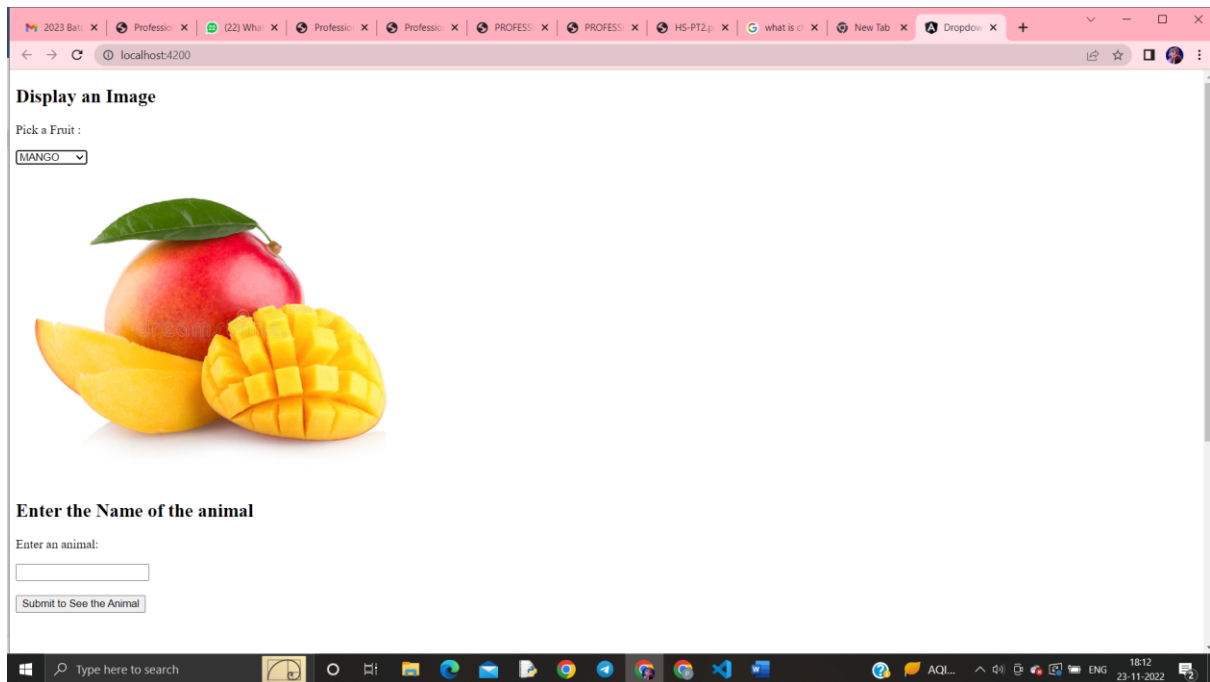 2023 Bat
Professio
(22) What
Professio
Professio
PROFESS
PROFESS
HS-PT2.p
what is c
New Tab
Dropdow
localhost:4200
Display an Image
Pick a Fruit :
MANGO
Enter the Name of the animal
Enter an animal:
Submit to See the Animal
Type here to search
AQI...
ENG
18:12
23-11-2022
2